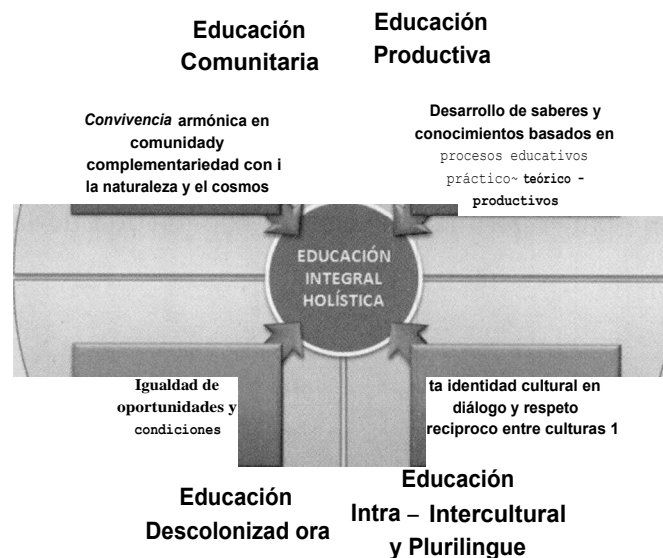 Educación
Comunitaria
Educación
Productiva
Convivencia armónica en
comunidady
complementariedad con i
la naturaleza y el cosmos
Desarrollo de saberes y
conocimientos basados en
procesos educativos
práctico~ teórico -
productivos
EDUCACIÓN
INTEGRAL
HOLÍSTICA
Igualdad de
oportunidades y
condiciones
ta identidad cultural en
diálogo y respeto
reciproco entre culturas 1
Educación
Descolonizad ora
Educación
Intra – Intercultural
y Plurilingue